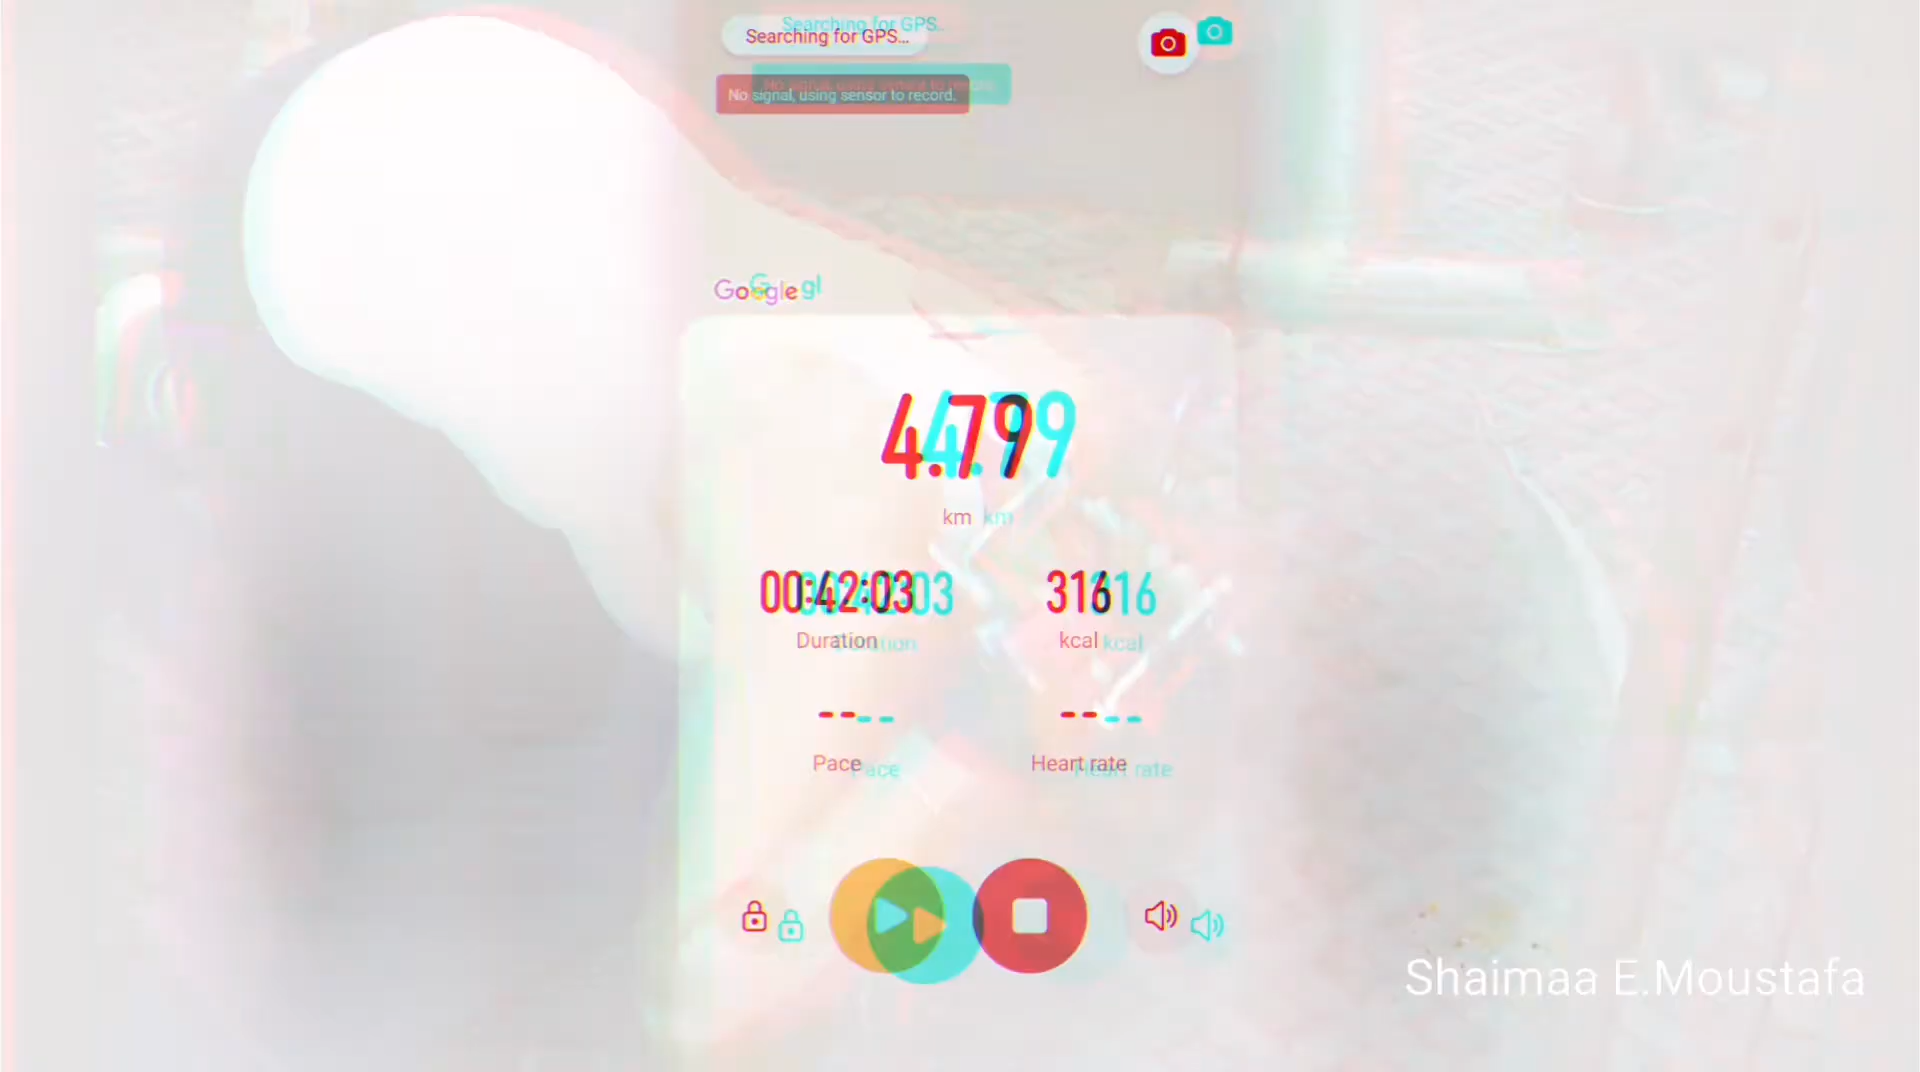 Searching for GPS...
No signal, using sensor to record.
Google
4.79
km
00:42:03
316
Duration
kcal
--
--
Pace
Heart rate
Shaimaa E.Moustafa